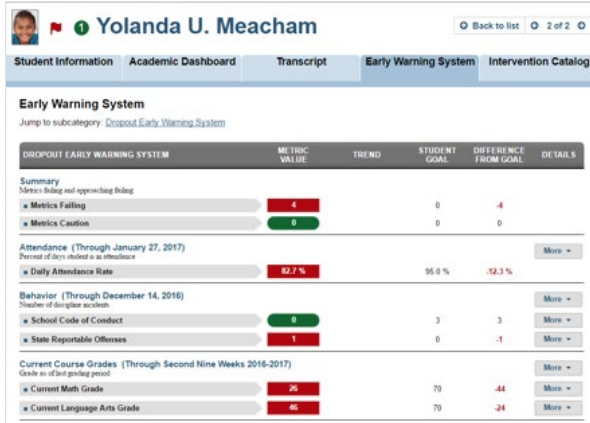 1 Yolanda U. Meacham
Back to list 2 of 2
Student Information Academic Dashboard Transcript Early Warning System Intervention Catalog
Early Warning System
Jump to subcategory: Dropout Early Warning System
DROPOUT EARLY WARNING SYSTEM METRIC VALUE TREND STUDENT GOAL DIFFERENCE FROM GOAL DETAILS
Summary
Metrics failing and approaching failing
Metrics Failing 4 0 -4
Metrics Caution 0 0 0
Attendance (Through January 27, 2017) More
Percent of days student is in attendance
Daily Attendance Rate 82.7 % 95.0 % -12.3 %
Behavior (Through December 14, 2016) More
Number of discipline incidents
School Code of Conduct 0 3 3 More
State Reportable Offenses 1 0 -1 More
Current Course Grades (Through Second Nine Weeks 2016-2017) More
Grade as of last grading period
Current Math Grade 26 70 -44 More
Current Language Arts Grade 46 70 -24 More